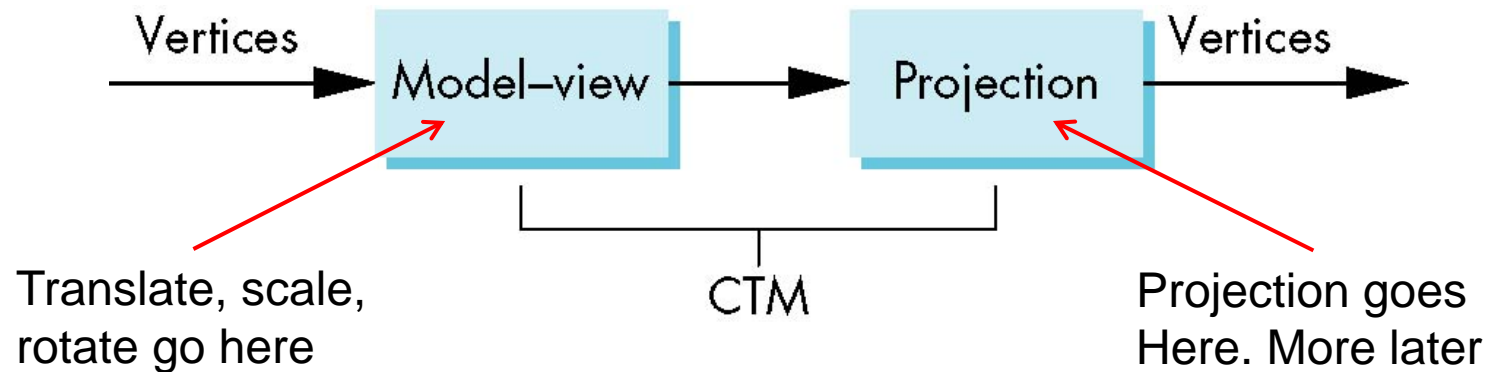 Vertices
Model–view
Projection
Vertices
CTM
Translate, scale,
rotate go here
Projection goes
Here. More later